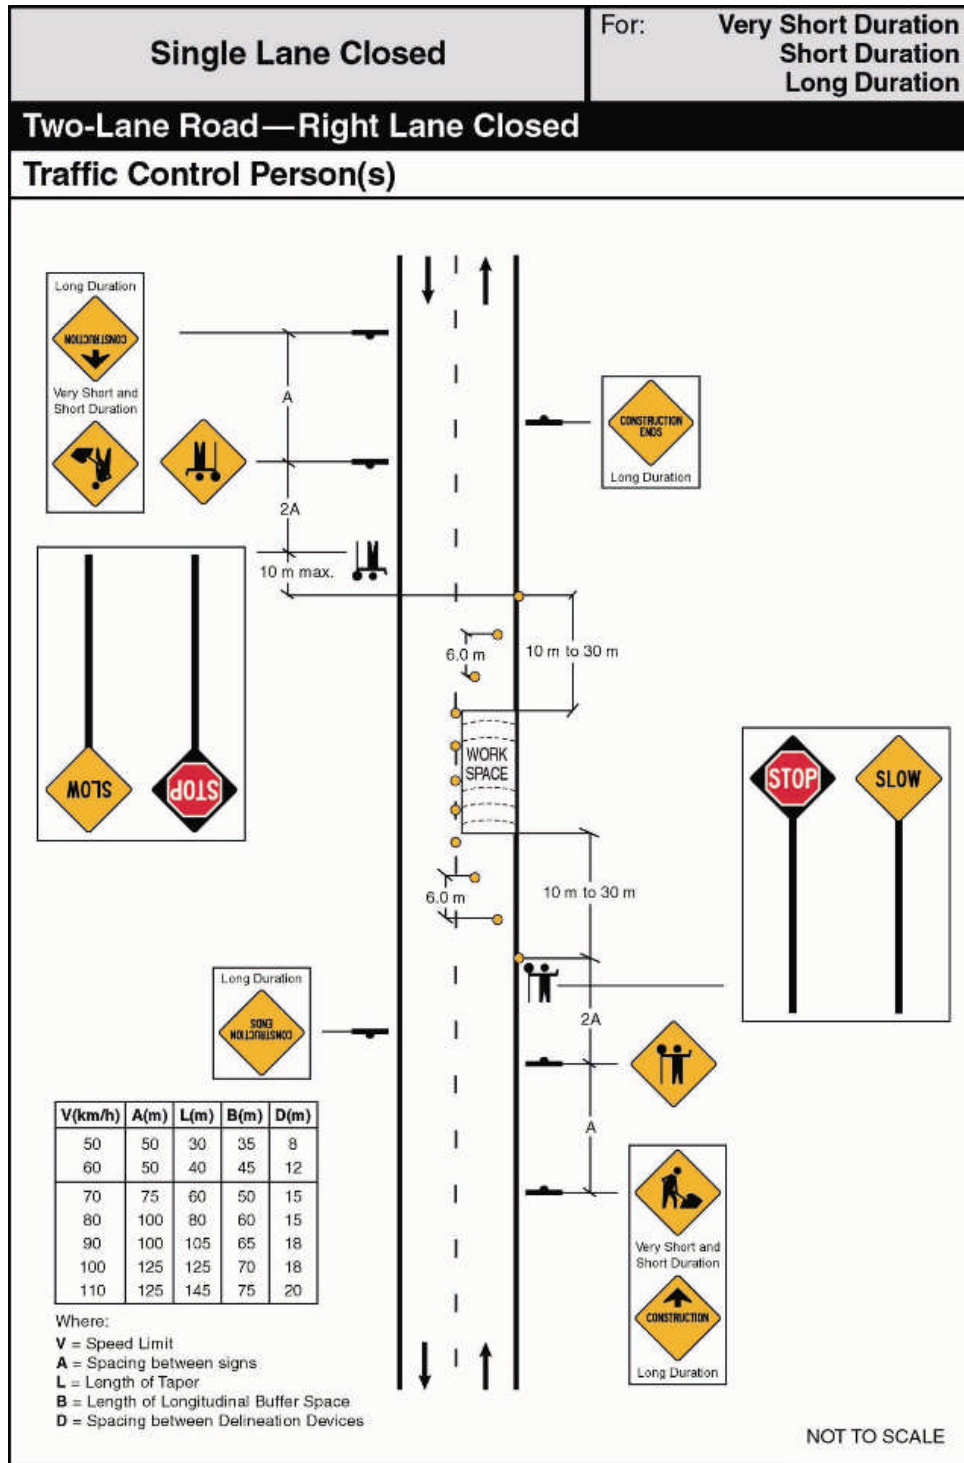 Single Lane Closed
For: Very Short Duration
Short Duration
Long Duration
Two-Lane Road—Right Lane Closed
Traffic Control Person(s)
Long Duration
CONSTRUCTION
Very Short and
Short Duration
A
2A
10 m max.
CONSTRUCTION
ENDS
Long Duration
SLOW
STOP
6.0 m
10 m to 30 m
WORK
SPACE
STOP
SLOW
6.0 m
10 m to 30 m
Long Duration
CONSTRUCTION
ENDS
2A
A
Very Short and
Short Duration
CONSTRUCTION
Long Duration
V(km/h) A(m) L(m) B(m) D(m)
50 50 30 35 8
60 50 40 45 12
70 75 60 50 15
80 100 80 60 15
90 100 105 65 18
100 125 125 70 18
110 125 145 75 20
Where:
V = Speed Limit
A = Spacing between signs
L = Length of Taper
B = Length of Longitudinal Buffer Space
D = Spacing between Delineation Devices
NOT TO SCALE